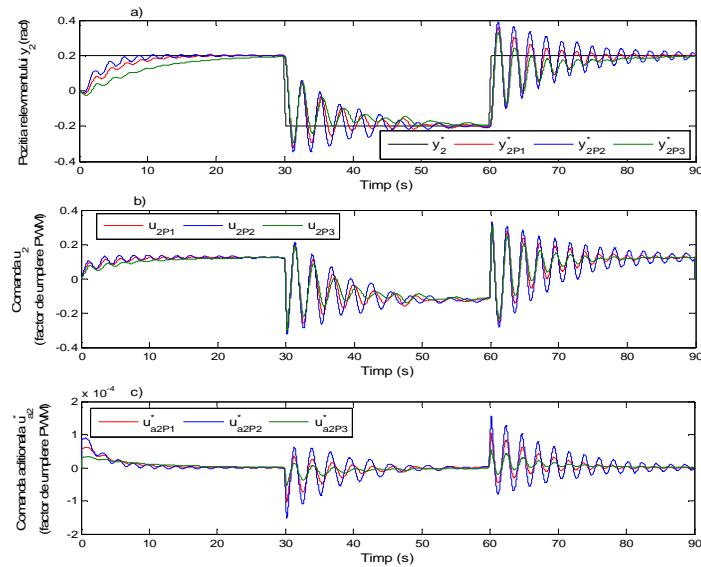 a)
Pozitia relevmentului y2 (rad)
0.4
0.2
0
-0.2
-0.4
0 10 20 30 40 50 60 70 80 90
y2* y2P1* y2P2* y2P3*
Timp (s)
b)
Comanda u2
(factor de umplere PWM)
0.4
0.2
0
-0.2
-0.4
u2P1 u2P2 u2P3
0 10 20 30 40 50 60 70 80 90
Timp (s)
c)
x 10-4
Comanda aditionala ua2*
(factor de umplere PWM)
2
1
0
-1
-2
ua2P1* ua2P2* ua2P3*
0 10 20 30 40 50 60 70 80 90
Timp (s)